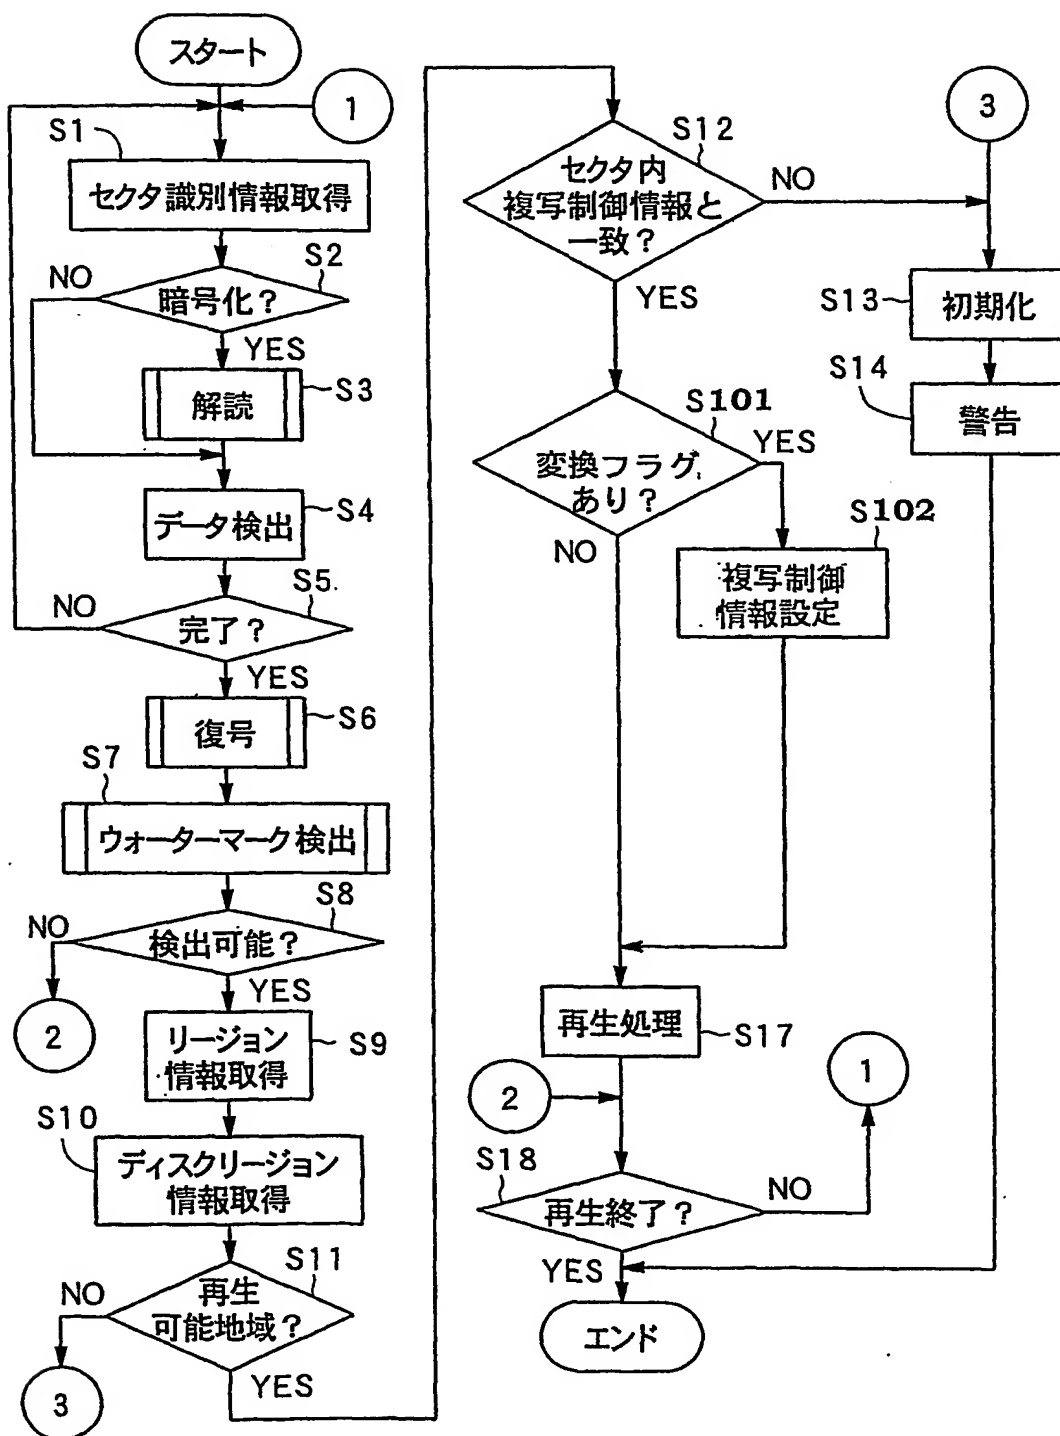 スタート
1
S1
セクタ識別情報取得
S2
NO
暗号化?
YES
解読
S3
データ検出
S4
S5
NO
完了?
YES
復号
S6
S7
ウォーターマーク検出
S8
NO
検出可能?
YES
2
リージョン
情報取得
S9
S10
ディスクリージョン
情報取得
S11
NO
再生
可能地域?
YES
3
S12
セクタ内
複写制御情報と
一致?
NO
YES
3
S13
初期化
S14
警告
S101
変換フラグ
あり?
YES
NO
S102
複写制御
情報設定
再生処理
S17
2
1
S18
再生終了?
NO
YES
エンド